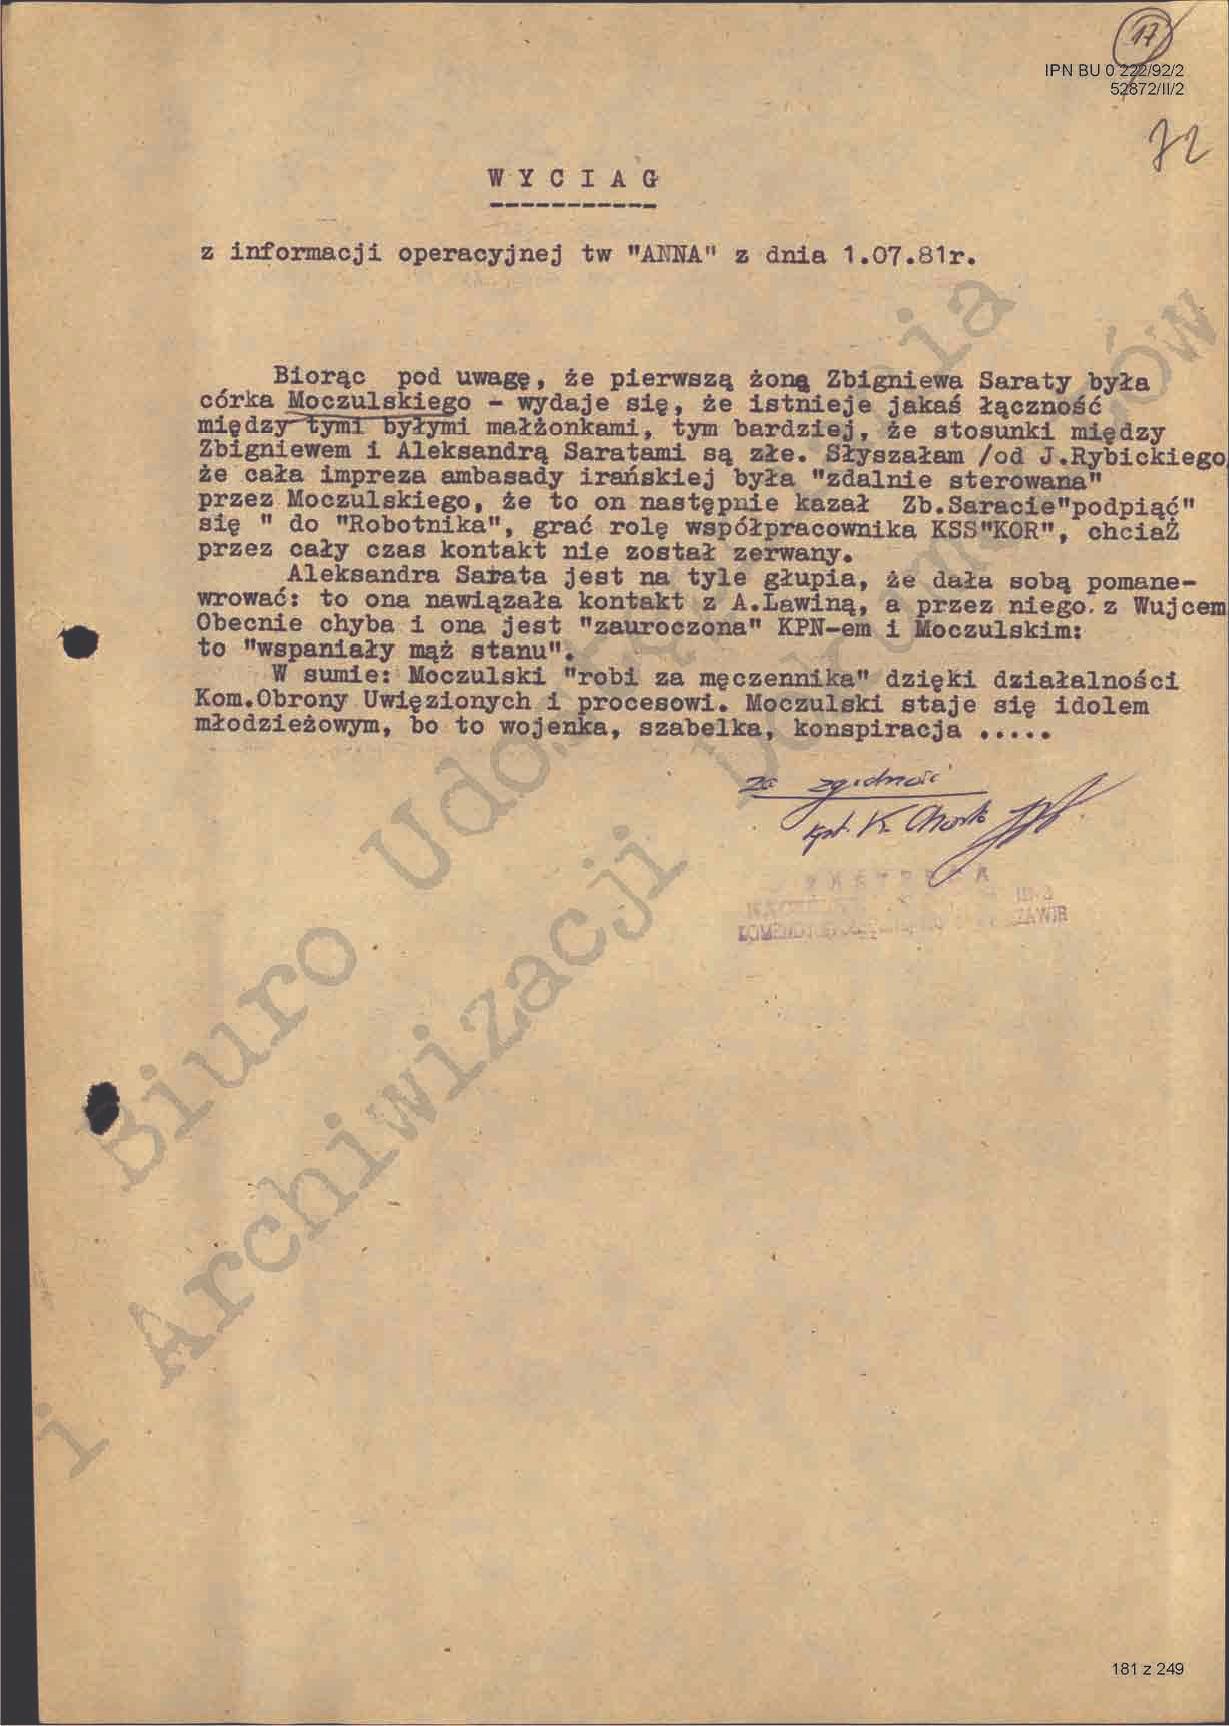 17
IPN BU 0 222/92/2
52872/II/2
72
W Y C I A G
z informacji operacyjnej tw "ANNA" z dnia 1.07.81r.
Biorąc pod uwagę, że pierwszą żoną Zbigniewa Saraty była
córka Moczulskiego - wydaje się, że istnieje jakaś łączność
między tymi byłymi małżonkami, tym bardziej, że stosunki między
Zbigniewem i Aleksandrą Saratami są złe. Słyszałam /od J.Rybickiego
że cała impreza ambasady irańskiej była "zdalnie sterowana"
przez Moczulskiego, że to on następnie kazał Zb.Saracie"podpiąć"
się " do "Robotnika", grać rolę współpracownika KSS"KOR", chciaŻ
przez cały czas kontakt nie został zerwany.
Aleksandra Sarata jest na tyle głupia, że dała sobą pomane-
wrować: to ona nawiązała kontakt z A.Lawiną, a przez niego. z Wujcem
Obecnie chyba i ona jest "zauroczona" KPN-em i Moczulskim:
to "wspaniały mąż stanu".
W sumie: Moczulski "robi za męczennika" dzięki działalności
Kom.Obrony Uwięzionych i procesowi. Moczulski staje się idolem
młodzieżowym, bo to wojenka, szabelka, konspiracja .....
za zgodność
kpt. K.
Biuro Udostępniania
i Archiwizacji Dokumentów
181 z 249